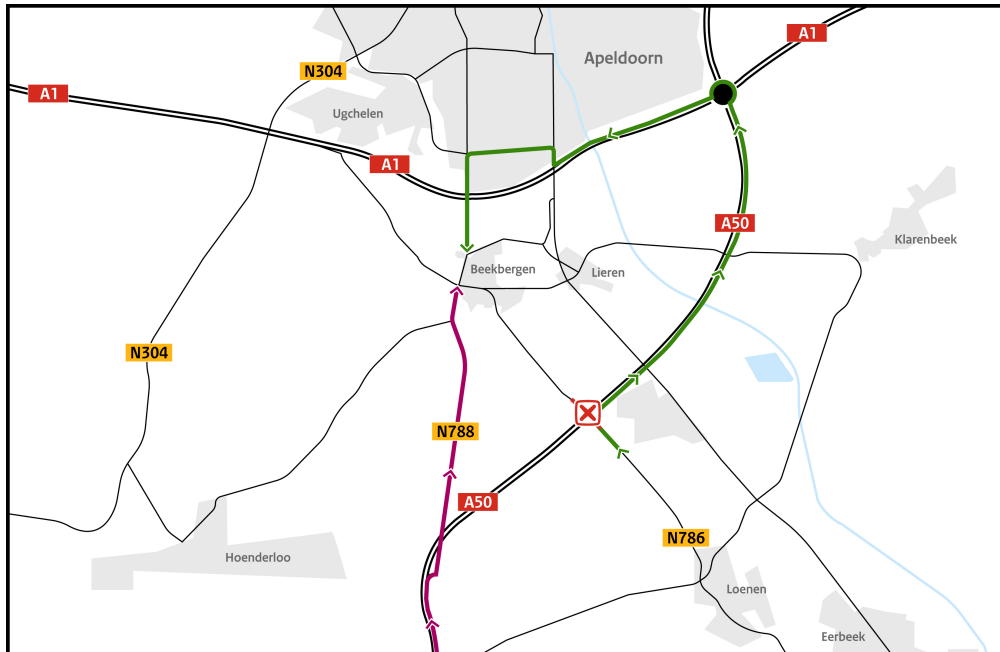 A1
Apeldoorn
N304
A1
Ugchelen
A1
A50
Klarenbeek
Beekbergen
Lieren
N304
N788
A50
N786
Hoenderloo
Loenen
Eerbeek